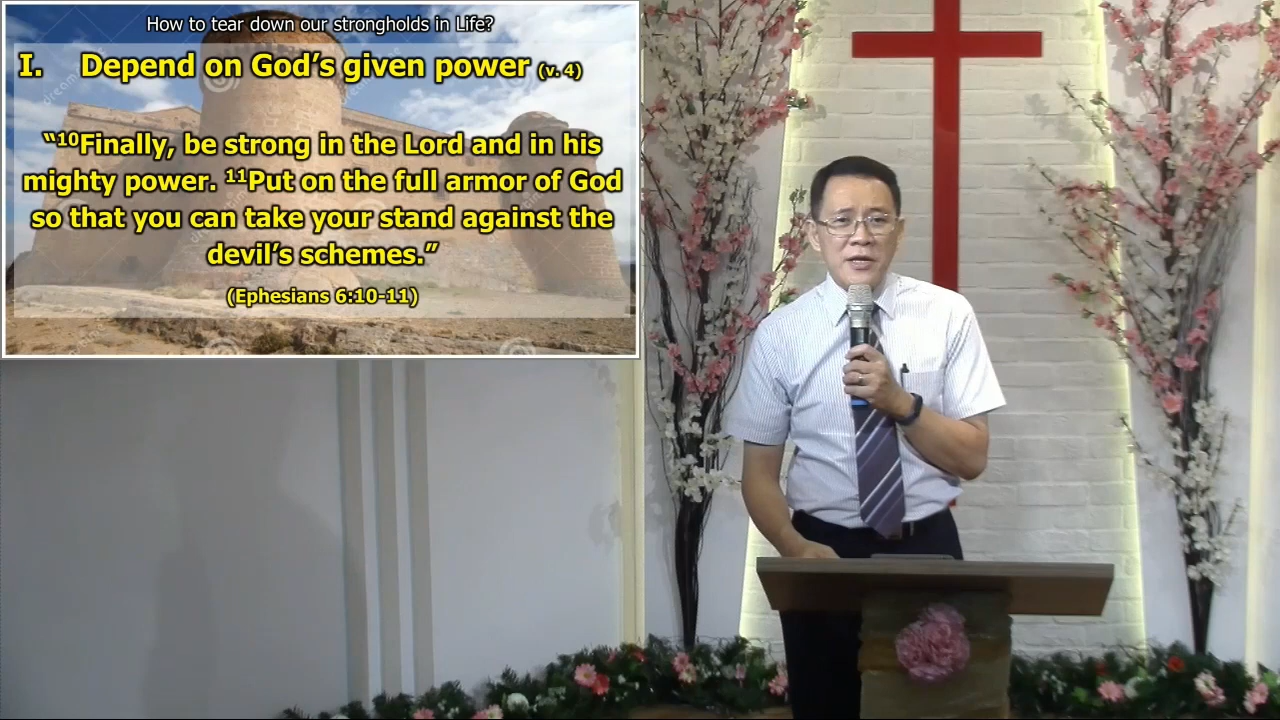 How to tear down our strongholds in Life?
I. Depend on God's given power (v. 4)
“¹⁰Finally, be strong in the Lord and in his
mighty power. ¹¹Put on the full armor of God
so that you can take your stand against the
devil's schemes.”
(Ephesians 6:10-11)